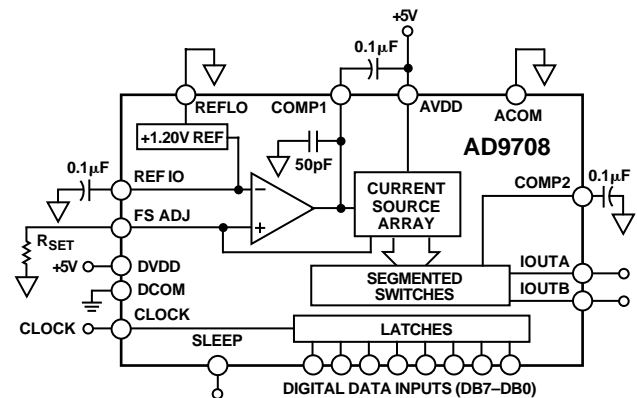 +5V
0.1μF
REFLO
COMP1
AVDD
ACOM
+1.20V REF
50pF
AD9708
0.1μF
REF IO
COMP2
0.1μF
CURRENT
SOURCE
ARRAY
FS ADJ
RSET
+5V
DVDD
SEGMENTED
SWITCHES
IOUTA
IOUTB
DCOM
CLOCK
CLOCK
LATCHES
SLEEP
DIGITAL DATA INPUTS (DB7–DB0)